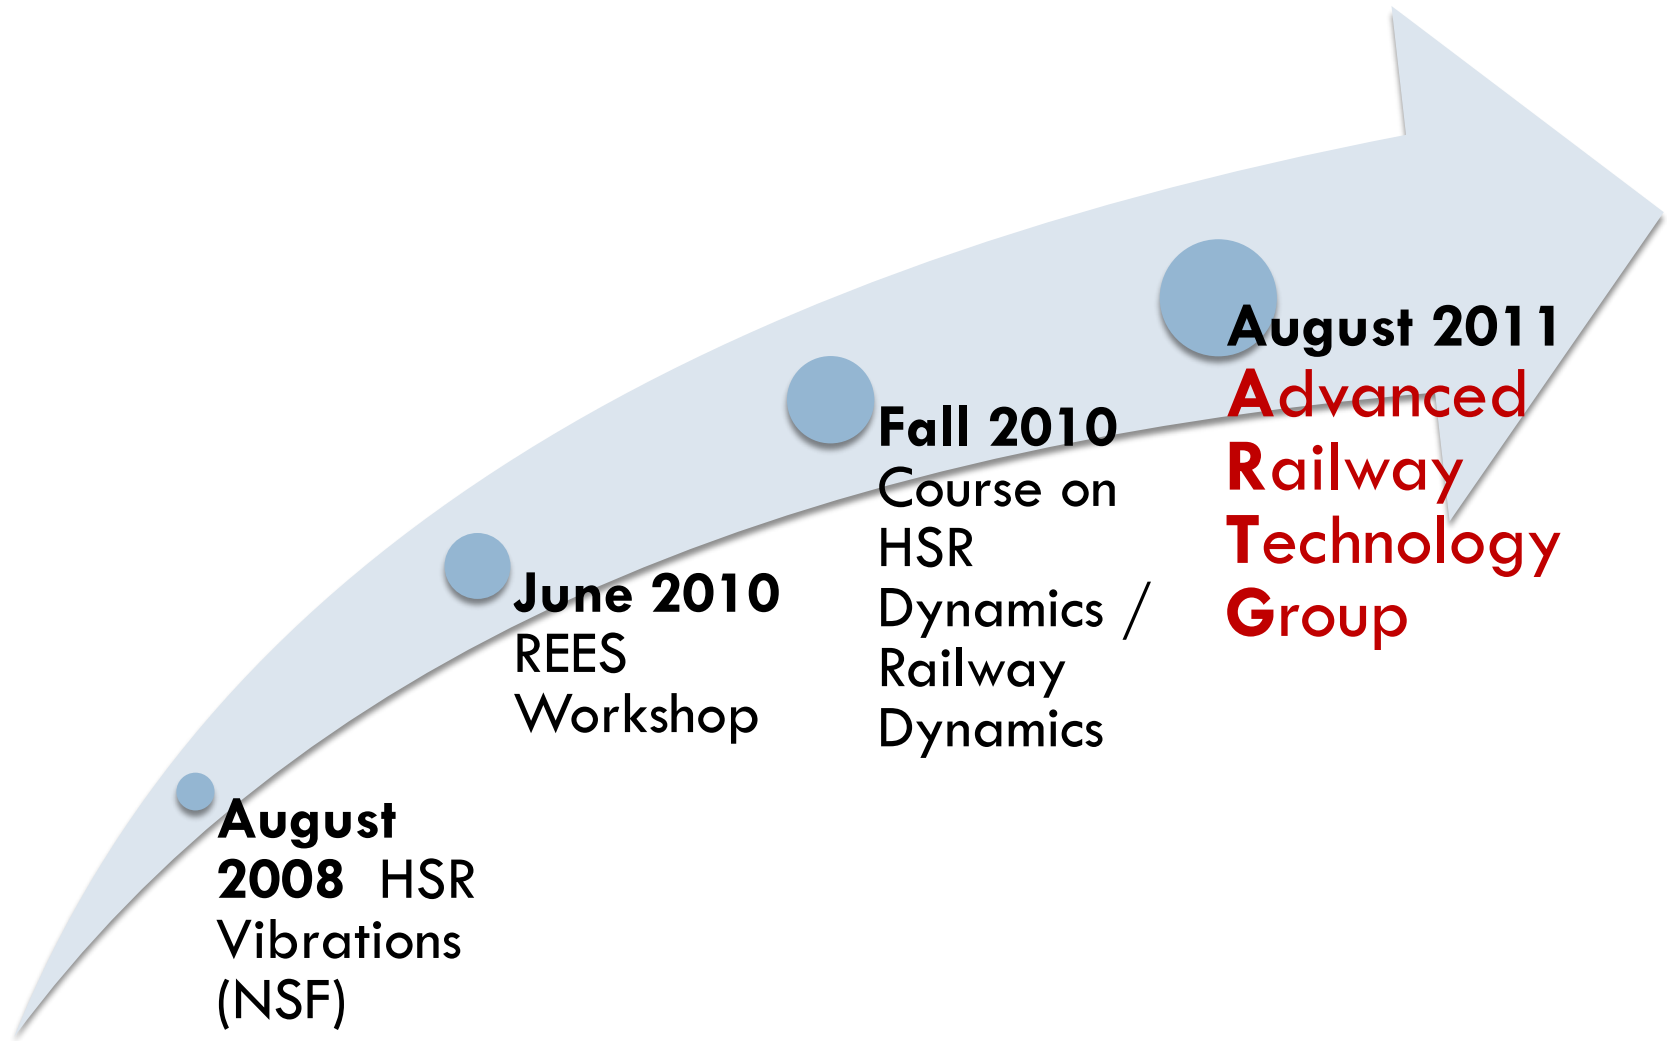 August
2008 HSR
Vibrations
(NSF)
June 2010
REES
Workshop
Fall 2010
Course on
HSR
Dynamics /
Railway
Dynamics
August 2011
Advanced
Railway
Technology
Group